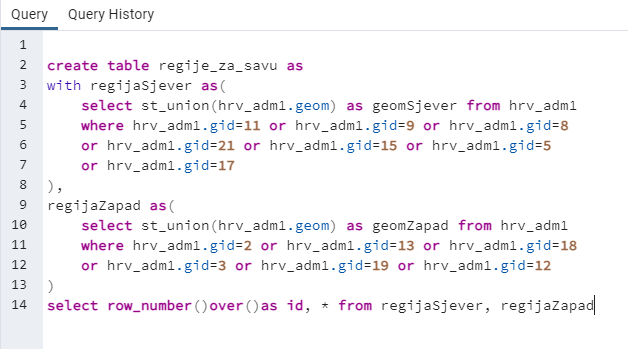 Query Query History
1
2 create table regije_za_savu as
3 with regijaSjever as(
4 select st_union(hrv_adm1.geom) as geomSjever from hrv_adm1
5 where hrv_adm1.gid=11 or hrv_adm1.gid=9 or hrv_adm1.gid=8
6 or hrv_adm1.gid=21 or hrv_adm1.gid=15 or hrv_adm1.gid=5
7 or hrv_adm1.gid=17
8 ),
9 regijaZapad as(
10 select st_union(hrv_adm1.geom) as geomZapad from hrv_adm1
11 where hrv_adm1.gid=2 or hrv_adm1.gid=13 or hrv_adm1.gid=18
12 or hrv_adm1.gid=3 or hrv_adm1.gid=19 or hrv_adm1.gid=12
13 )
14 select row_number()over()as id, * from regijaSjever, regijaZapad